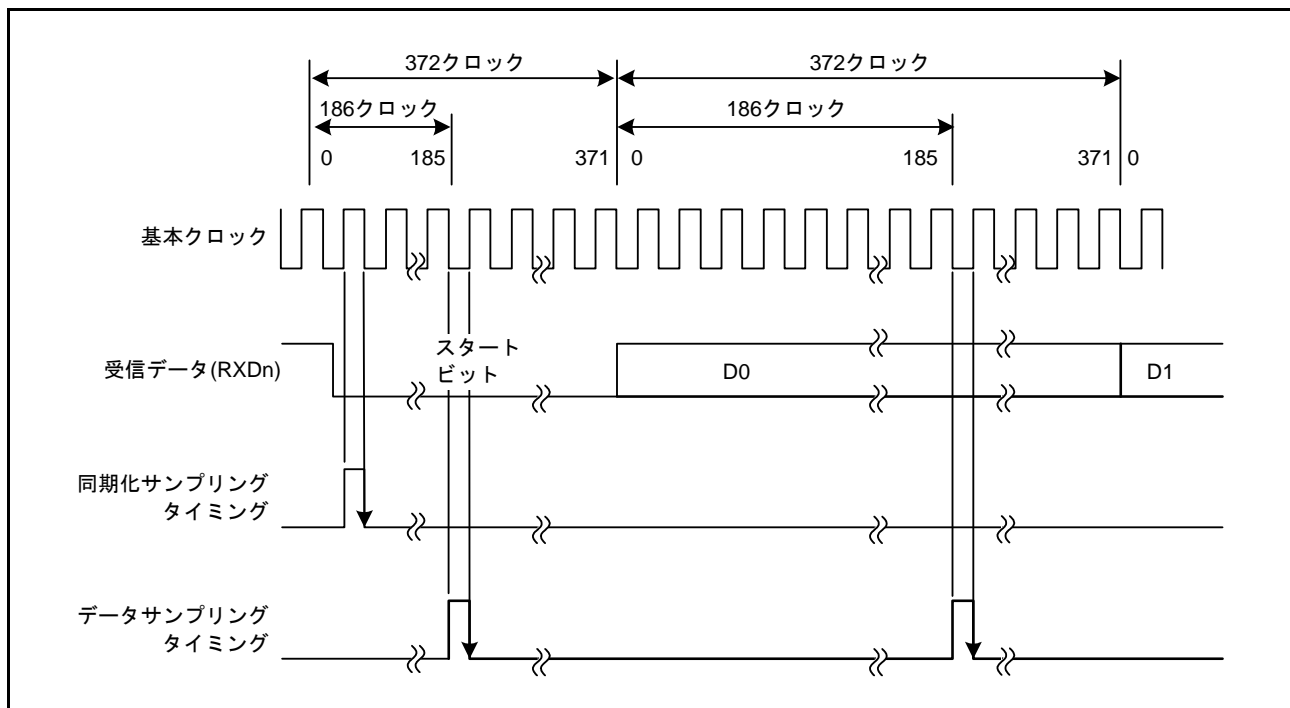 372クロック
372クロック
186クロック
186クロック
0
185
371
0
185
371
0
基本クロック
受信データ(RXDn)
スタート
ビット
D0
D1
同期化サンプリング
タイミング
データサンプリング
タイミング